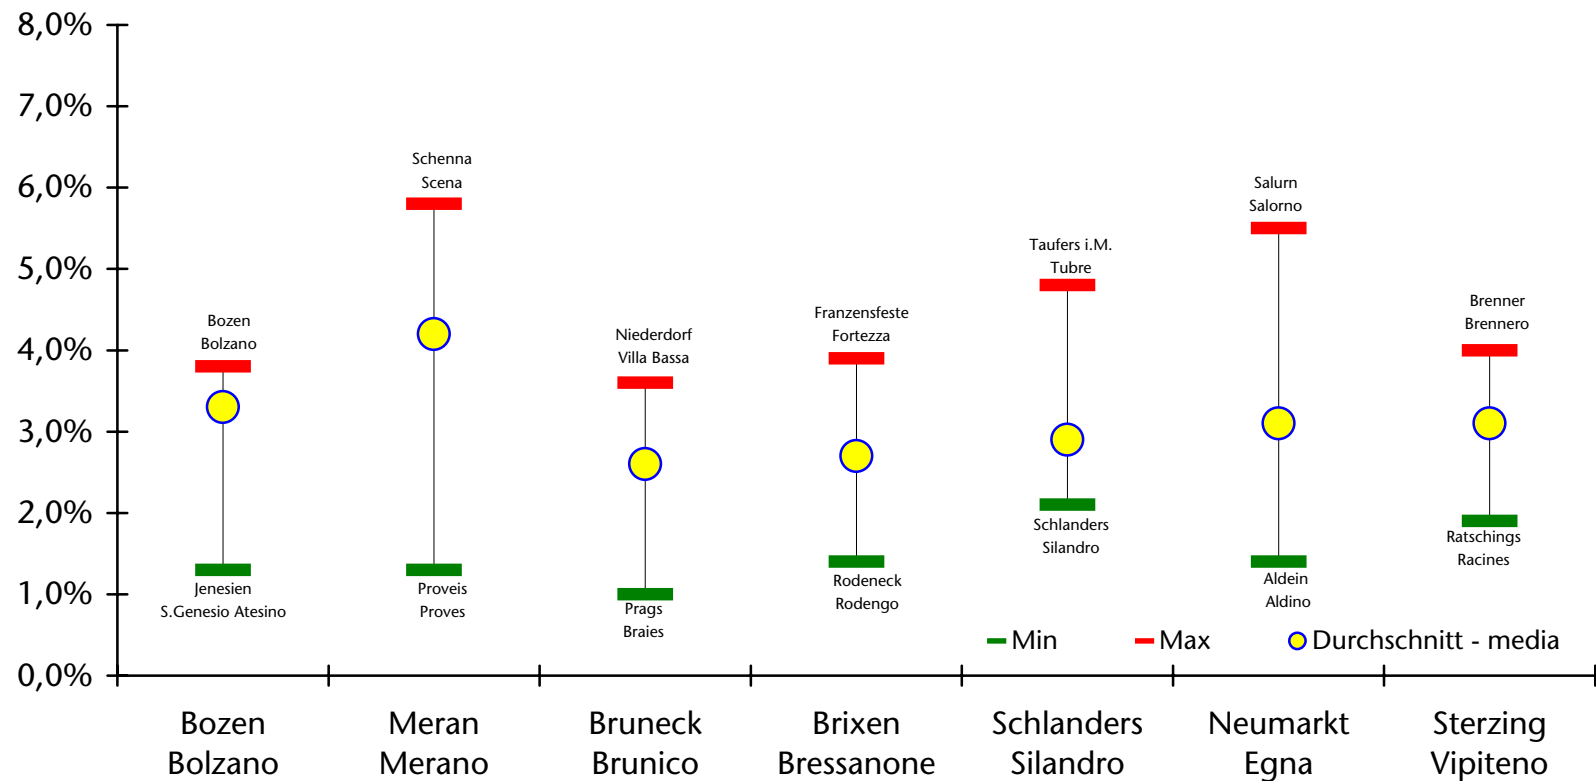 8,0%
7,0%
6,0%
5,0%
4,0%
3,0%
2,0%
1,0%
0,0%
Bozen
Bolzano
Jenesien
S.Genesio Atesino
Schenna
Scena
Proveis
Proves
Niederdorf
Villa Bassa
Prags
Braies
Franzensfeste
Fortezza
Rodeneck
Rodengo
Taufers i.M.
Tubre
Schlanders
Silandro
Salurn
Salorno
Aldein
Aldino
Brenner
Brennero
Ratschings
Racines
Min
Max
Durchschnitt - media
Bozen
Bolzano
Meran
Merano
Bruneck
Brunico
Brixen
Bressanone
Schlanders
Silandro
Neumarkt
Egna
Sterzing
Vipiteno